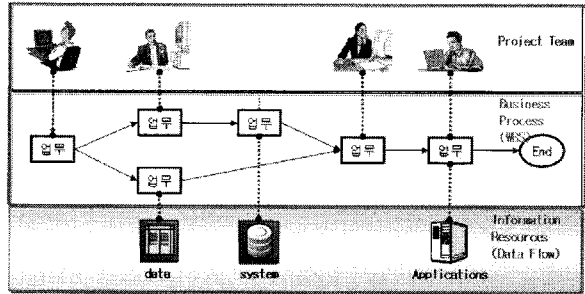 Project Team
Business
Process
(WBS)
업무
업무
업무
업무
업무
업무
End
Information
Resources
(Data Flow)
data
system
Applications